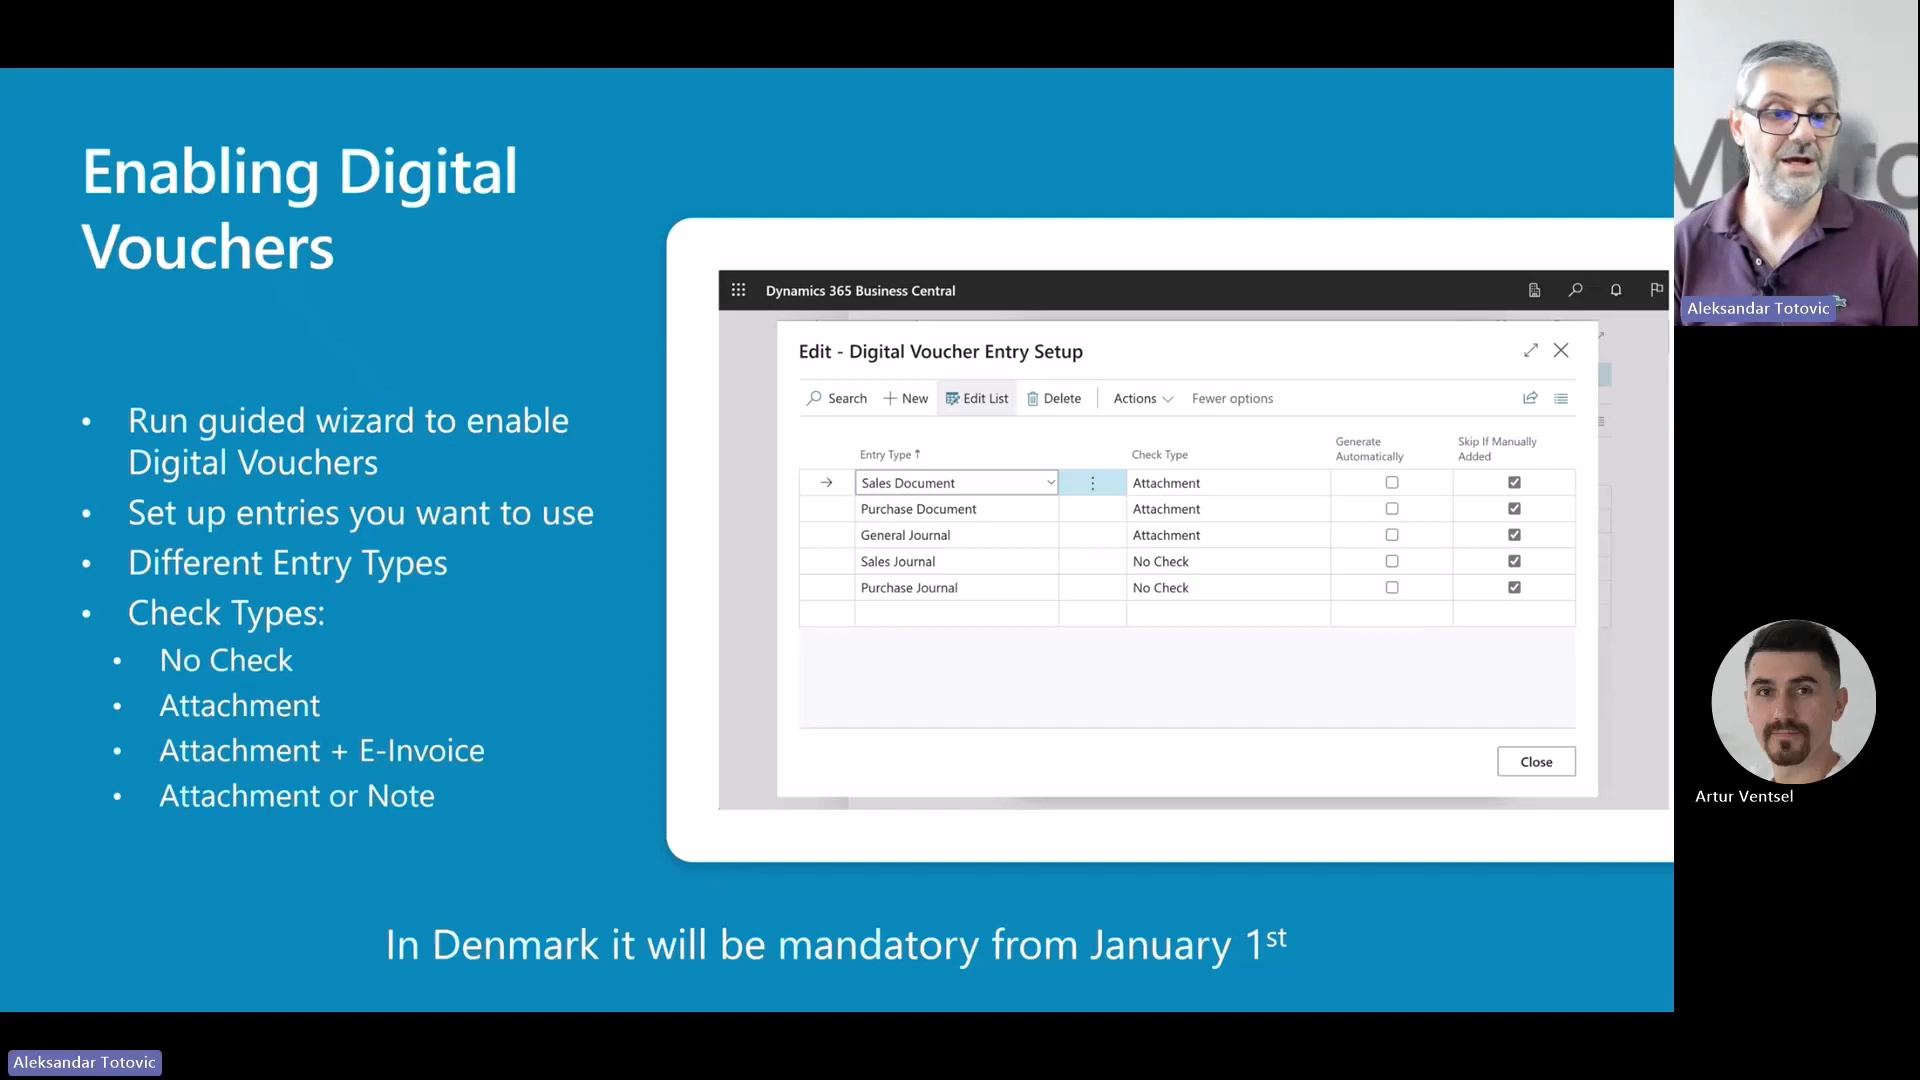 Enabling Digital
Vouchers
• Run guided wizard to enable
Digital Vouchers
• Set up entries you want to use
• Different Entry Types
• Check Types:
• No Check
• Attachment
• Attachment + E-Invoice
• Attachment or Note
Dynamics 365 Business Central
Edit - Digital Voucher Entry Setup
Search + New Edit List Delete Actions Fewer options
Entry Type ↑ Check Type Generate Automatically Skip If Manually Added
Sales Document Attachment
Purchase Document Attachment
General Journal Attachment
Sales Journal No Check
Purchase Journal No Check
Close
In Denmark it will be mandatory from January 1st
Aleksandar Totovic
Artur Ventsel
Aleksandar Totovic